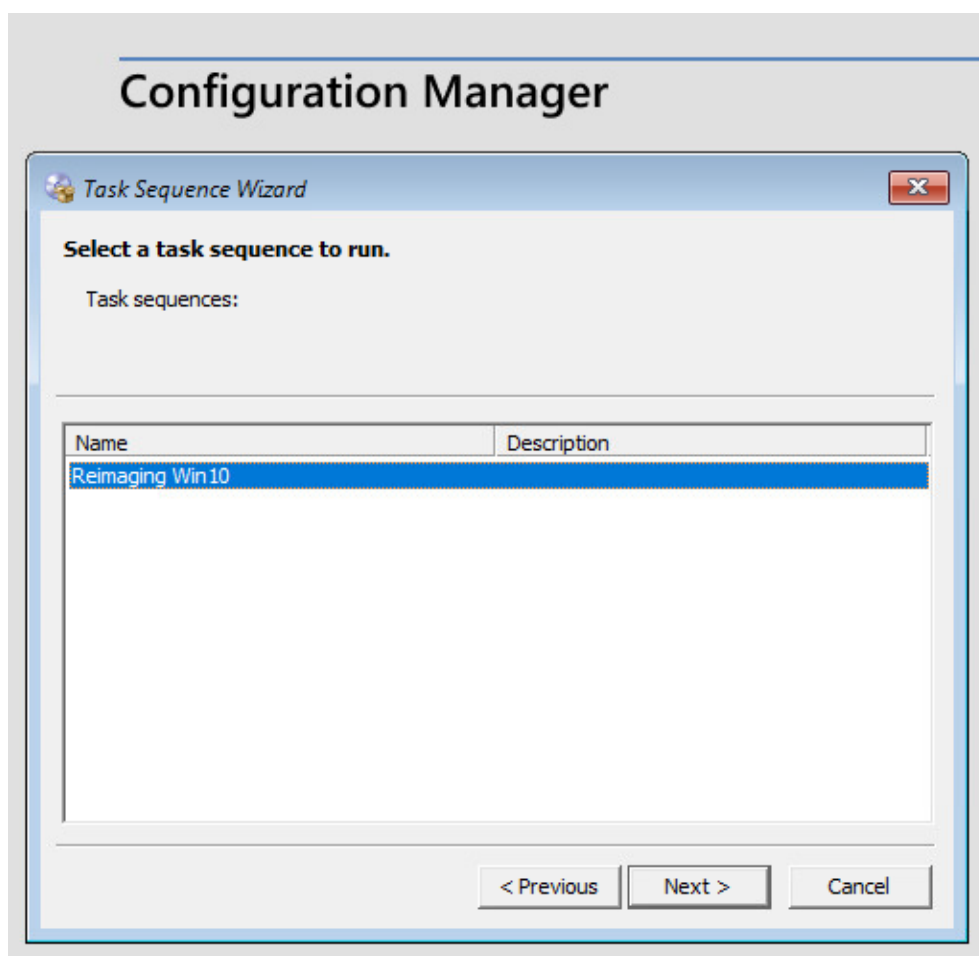 Configuration Manager
Task Sequence Wizard
Select a task sequence to run.
Task sequences:
Name Description
Reimaging Win10
< Previous Next > Cancel